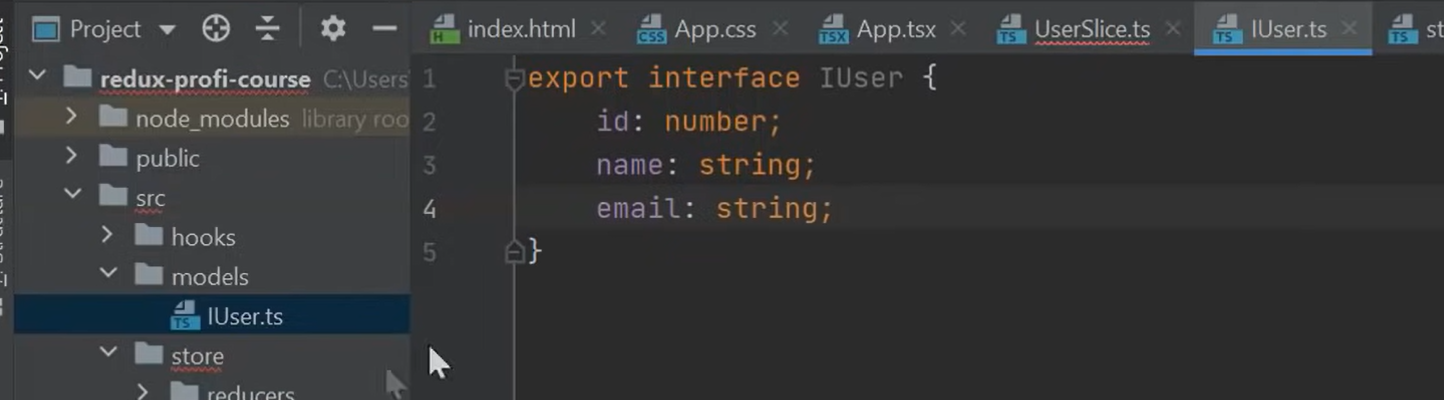 Project
index.html
App.css
App.tsx
UserSlice.ts
IUser.ts
st
redux-profi-course C:\Users
node_modules library roo
public
src
hooks
models
IUser.ts
store
reducers
1 export interface IUser {
2 id: number;
3 name: string;
4 email: string;
5 }